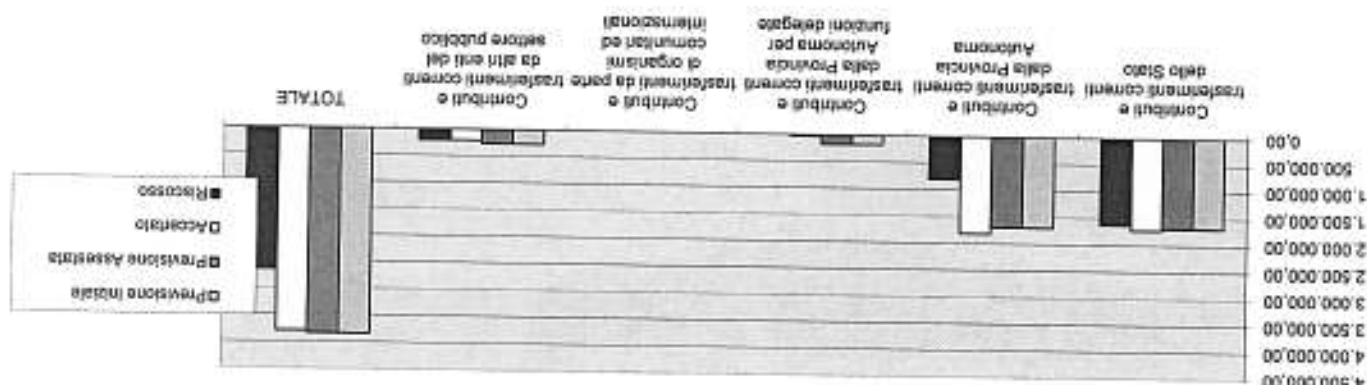 4.500.000,00
4.000.000,00
3.500.000,00
3.000.000,00
2.500.000,00
2.000.000,00
1.500.000,00
1.000.000,00
500.000,00
0,00
Contributi e
trasferimenti correnti
dello Stato
Contributi e
trasferimenti correnti
dalla Provincia
Autonoma
Contributi e
trasferimenti correnti
dalla Provincia
Autonoma per
funzioni delegate
Contributi e
trasferimenti da parte
di organismi
comunitari ed
internazionali
Contributi e
trasferimenti correnti
da altri enti del
settore pubblico
TOTALE
Previsione Iniziale
Previsione Assestata
Accertato
Riscosso